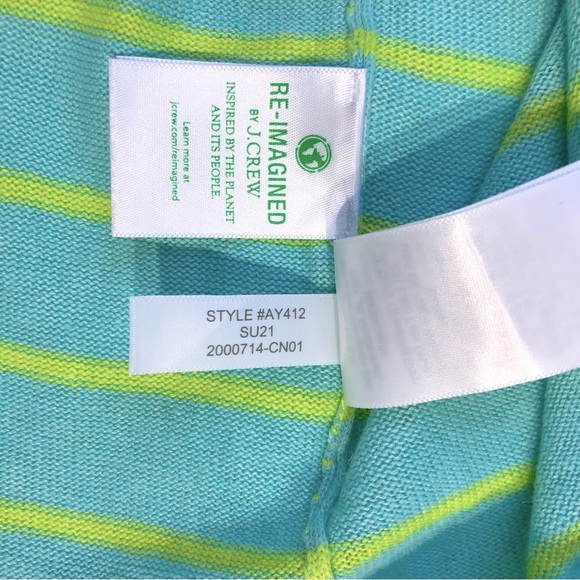 RE-IMAGINED
BY J.CREW
INSPIRED BY THE PLANET
AND ITS PEOPLE.
Learn more at
jcrew.com/reimagined
STYLE #AY412
SU21
2000714-CN01